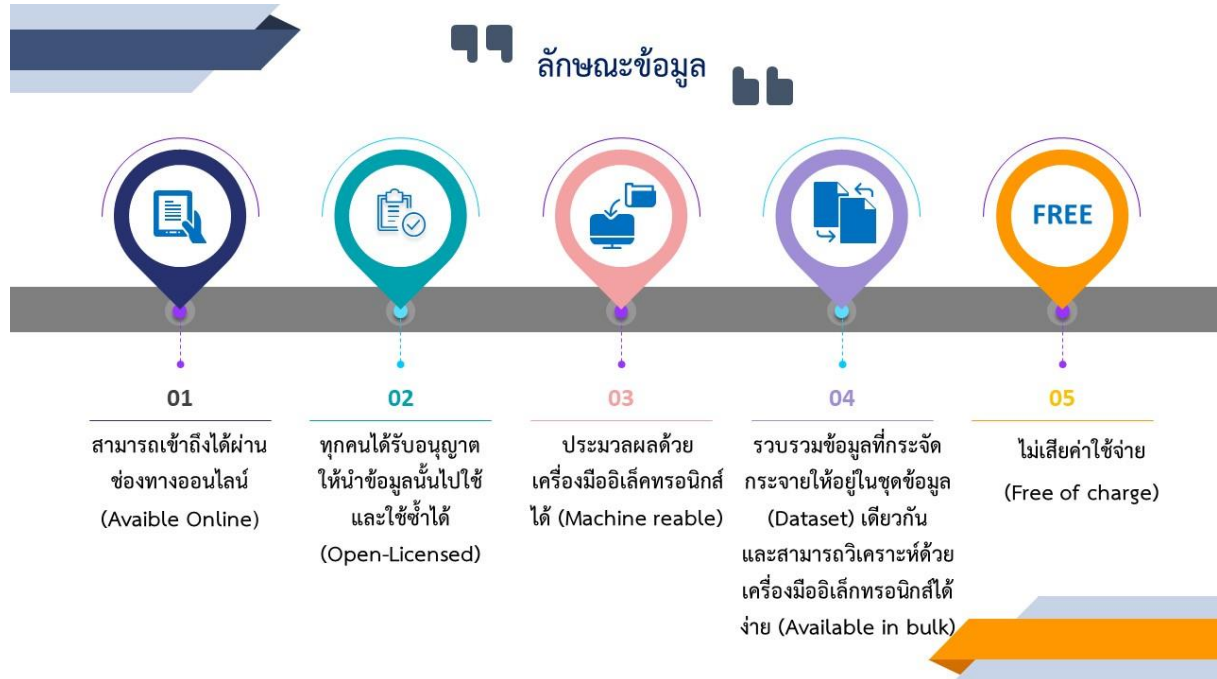 ลักษณะข้อมูล
FREE
01
สามารถเข้าถึงได้ผ่าน
ช่องทางออนไลน์
(Avaible Online)
02
ทุกคนได้รับอนุญาต
ให้นำข้อมูลนั้นไปใช้
และใช้ซ้ำได้
(Open-Licensed)
03
ประมวลผลด้วย
เครื่องมืออิเล็คทรอนิกส์
ได้ (Machine reable)
04
รวบรวมข้อมูลที่กระจัด
กระจายให้อยู่ในชุดข้อมูล
(Dataset) เดียวกัน
และสามารถวิเคราะห์ด้วย
เครื่องมืออิเล็กทรอนิกส์ได้
ง่าย (Available in bulk)
05
ไม่เสียค่าใช้จ่าย
(Free of charge)